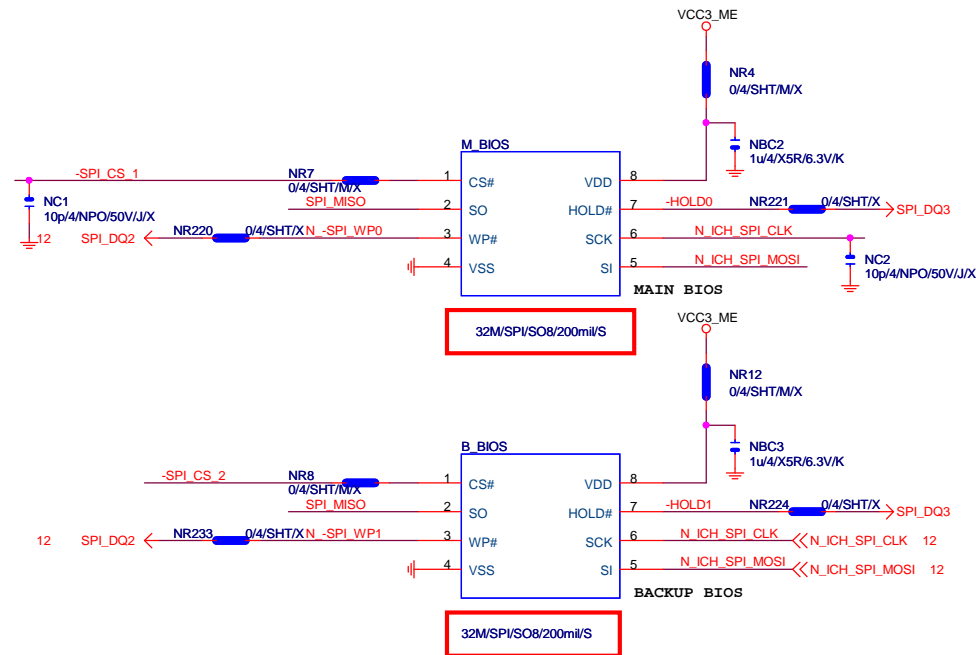 VCC3_ME
NR4
0/4/SHT/M/X
NBC2
1u/4/X5R/6.3V/K
M_BIOS
-SPI_CS_1
NR7
0/4/SHT/M/X
1
CS#
VDD
8
NC1
10p/4/NPO/50V/J/X
SPI_MISO
2
SO
HOLD#
7
-HOLD0
NR221
0/4/SHT/X
SPI_DQ3
12
SPI_DQ2
NR220
0/4/SHT/X
N_-SPI_WP0
3
WP#
SCK
6
N_ICH_SPI_CLK
4
VSS
SI
5
N_ICH_SPI_MOSI
NC2
10p/4/NPO/50V/J/X
MAIN BIOS
32M/SPI/SO8/200mil/S
VCC3_ME
NR12
0/4/SHT/M/X
NBC3
1u/4/X5R/6.3V/K
B_BIOS
-SPI_CS_2
NR8
0/4/SHT/M/X
1
CS#
VDD
8
SPI_MISO
2
SO
HOLD#
7
-HOLD1
NR224
0/4/SHT/X
SPI_DQ3
12
SPI_DQ2
NR233
0/4/SHT/X
N_-SPI_WP1
3
WP#
SCK
6
N_ICH_SPI_CLK
N_ICH_SPI_CLK
12
4
VSS
SI
5
N_ICH_SPI_MOSI
N_ICH_SPI_MOSI
12
BACKUP BIOS
32M/SPI/SO8/200mil/S